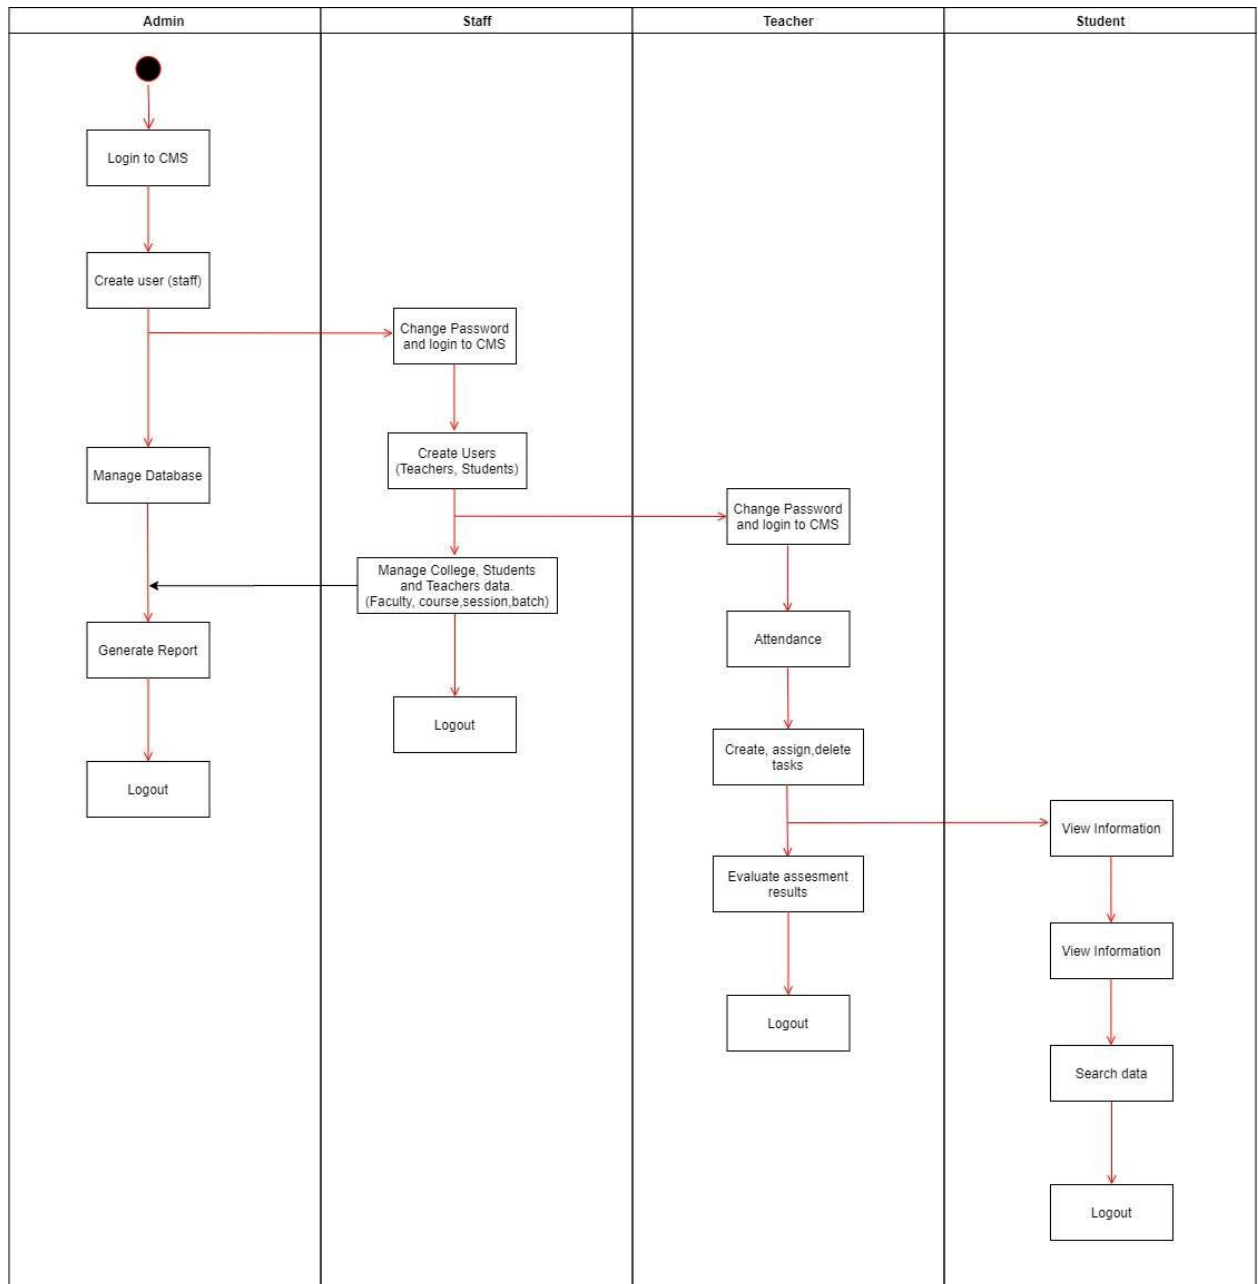 Admin
Staff
Teacher
Student
Login to CMS
Create user (staff)
Manage Database
Generate Report
Logout
Change Password
and login to CMS
Create Users
(Teachers, Students)
Manage College, Students
and Teachers data.
(Faculty, course,session,batch)
Logout
Change Password
and login to CMS
Attendance
Create, assign,delete
tasks
Evaluate assesment
results
Logout
View Information
View Information
Search data
Logout